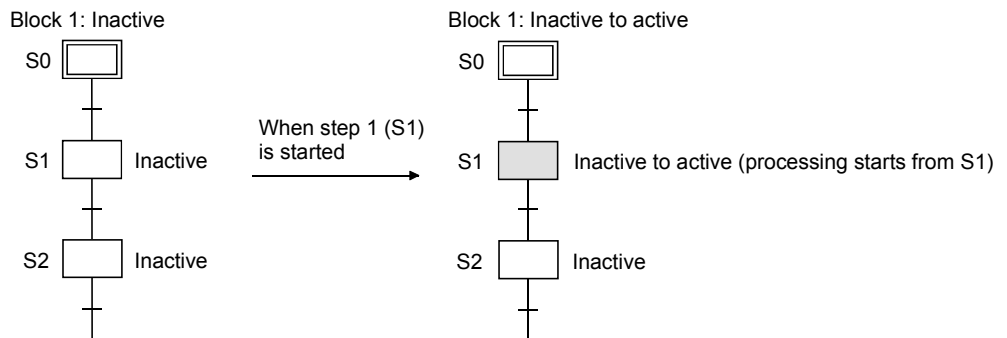 Block 1: Inactive
S0
S1 Inactive
S2 Inactive
When step 1 (S1)
is started
Block 1: Inactive to active
S0
S1 Inactive to active (processing starts from S1)
S2 Inactive